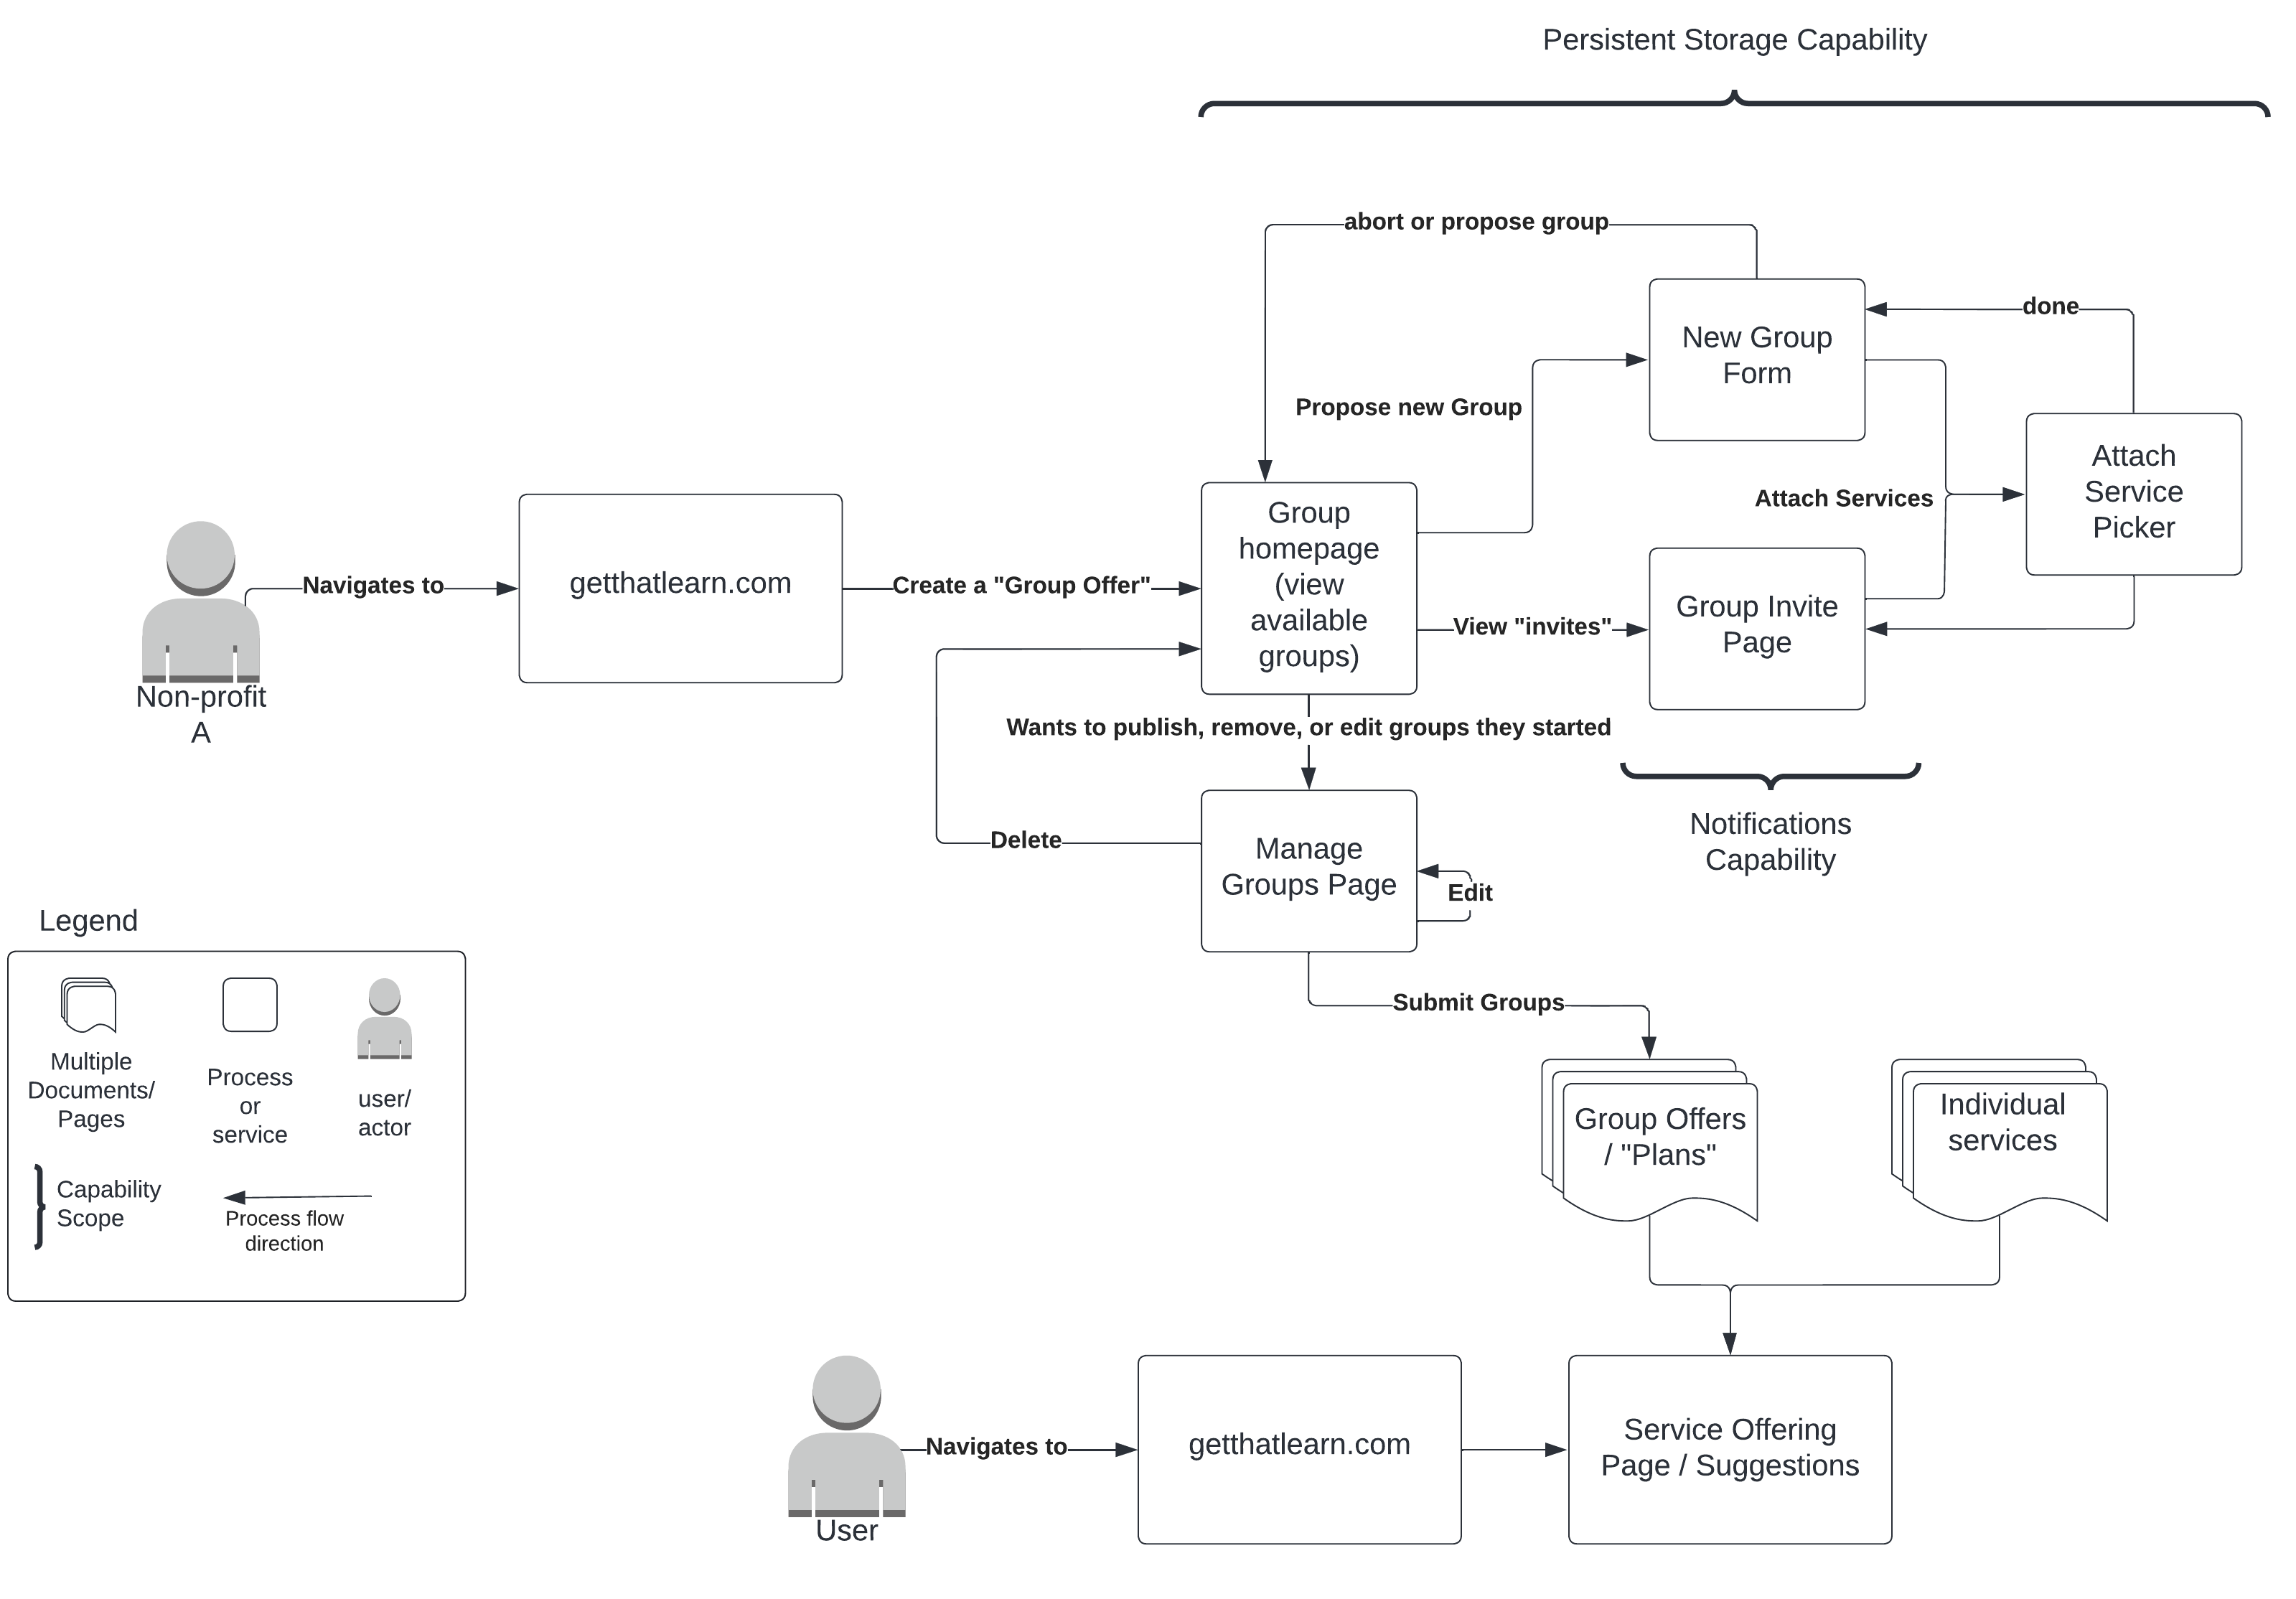 Persistent Storage Capability
abort or propose group
New Group
Form
done
Propose new Group
Attach
Service
Picker
Attach Services
Group
homepage
(view
available
groups)
Navigates to
getthatlearn.com
Create a "Group Offer"
View "invites"
Group Invite
Page
Non-profit
A
Wants to publish, remove, or edit groups they started
Notifications
Capability
Delete
Manage
Groups Page
Edit
Legend
Multiple
Documents/
Pages
Process
or
service
user/
actor
Capability
Scope
Process flow
direction
Submit Groups
Group Offers
/ "Plans"
Individual
services
Navigates to
getthatlearn.com
Service Offering
Page / Suggestions
User